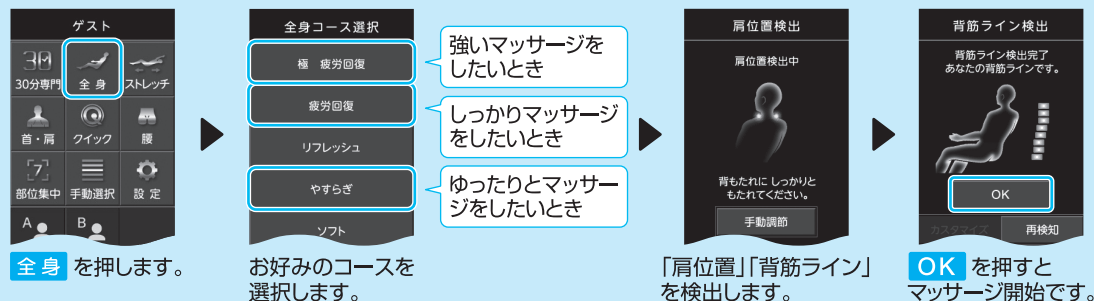 ゲスト
30
30分専門
全 身
ストレッチ
首・肩
クイック
腰
7
部位集中
手動選択
設 定
A
B
全 身 を押します。
全身コース選択
極 疲労回復
疲労回復
リフレッシュ
やすらぎ
ソフト
強いマッサージを
したいとき
しっかりマッサージ
をしたいとき
ゆったりとマッサー
ジをしたいとき
お好みのコースを
選択します。
肩位置検出
肩位置検出中
背もたれに しっかりと
もたれてください。
手動調節
「肩位置」「背筋ライン」
を検出します。
背筋ライン検出
背筋ライン検出完了
あなたの背筋ラインです。
OK
カスタマイズ
再検知
OK を押すと
マッサージ開始です。